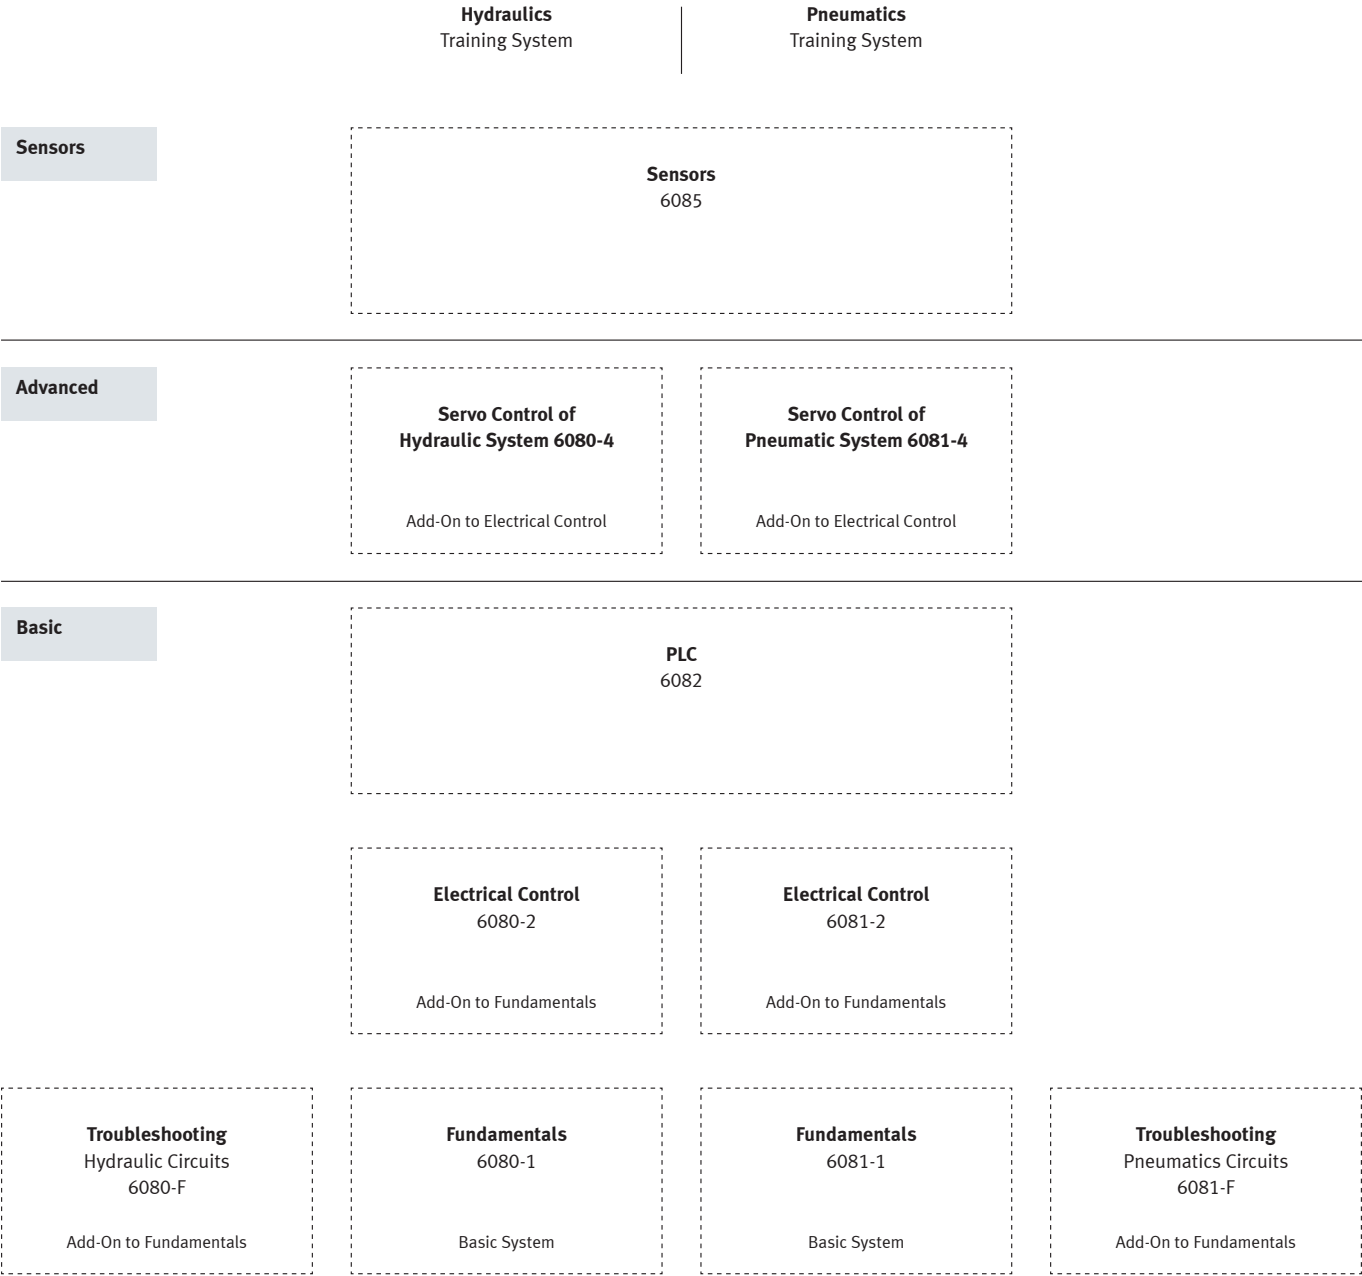 Hydraulics
Training System
Pneumatics
Training System
Sensors
Sensors
6085
Advanced
Servo Control of
Hydraulic System 6080-4
Add-On to Electrical Control
Servo Control of
Pneumatic System 6081-4
Add-On to Electrical Control
Basic
PLC
6082
Electrical Control
6080-2
Add-On to Fundamentals
Electrical Control
6081-2
Add-On to Fundamentals
Troubleshooting
Hydraulic Circuits
6080-F
Add-On to Fundamentals
Fundamentals
6080-1
Basic System
Fundamentals
6081-1
Basic System
Troubleshooting
Pneumatics Circuits
6081-F
Add-On to Fundamentals